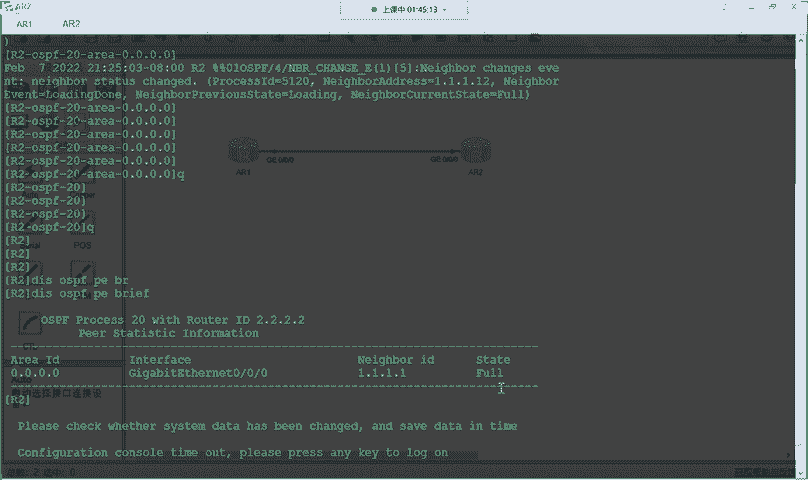 AR2
上课中 01:45:13
AR1 AR2
)
[R2-ospf-20-area-0.0.0.0]
Feb  7 2022 21:25:03-08:00 R2 %%01OSPF/4/NBR_CHANGE_E(l)[5]:Neighbor changes eve
nt: neighbor status changed. (ProcessId=5120, NeighborAddress=1.1.1.12, Neighbor
Event=LoadingDone, NeighborPreviousState=Loading, NeighborCurrentState=Full)
[R2-ospf-20-area-0.0.0.0]
[R2-ospf-20-area-0.0.0.0]
[R2-ospf-20-area-0.0.0.0]
[R2-ospf-20-area-0.0.0.0]
[R2-ospf-20-area-0.0.0.0]
[R2-ospf-20-area-0.0.0.0]q
GE 0/0/0
GE 0/0/0
AR1
AR2
[R2-ospf-20]
[R2-ospf-20]
[R2-ospf-20]
[R2-ospf-20]q
POS
[R2]
[R2]
[R2]
[R2]dis ospf pe br
[R2]dis ospf pe brief
OSPF Process 20 with Router ID 2.2.2.2
Peer Statistic Information
----------------------------------------------------------------------------
Area Id Interface Neighbor id State
0.0.0.0 GigabitEthernet0/0/0 1.1.1.1 Full
----------------------------------------------------------------------------
Auto
[R2]
Please check whether system data has been changed, and save data in time
Configuration console time out, please press any key to log on